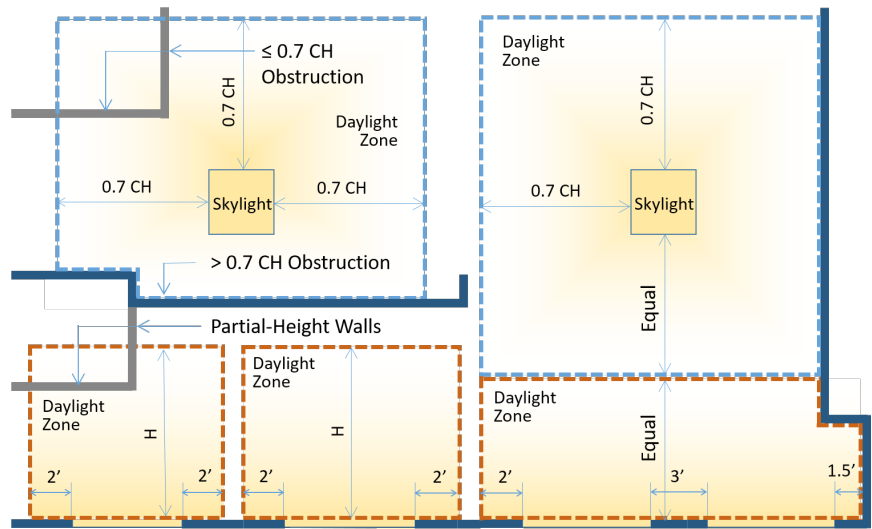 ≤ 0.7 CH
Obstruction
0.7 CH
Daylight
Zone
0.7 CH
Skylight
0.7 CH
> 0.7 CH Obstruction
Daylight
Zone
0.7 CH
0.7 CH
Skylight
Equal
Partial-Height Walls
Daylight
Zone
H
2’
2’
Daylight
Zone
H
2’
2’
Daylight
Zone
Equal
2’
3’
1.5’